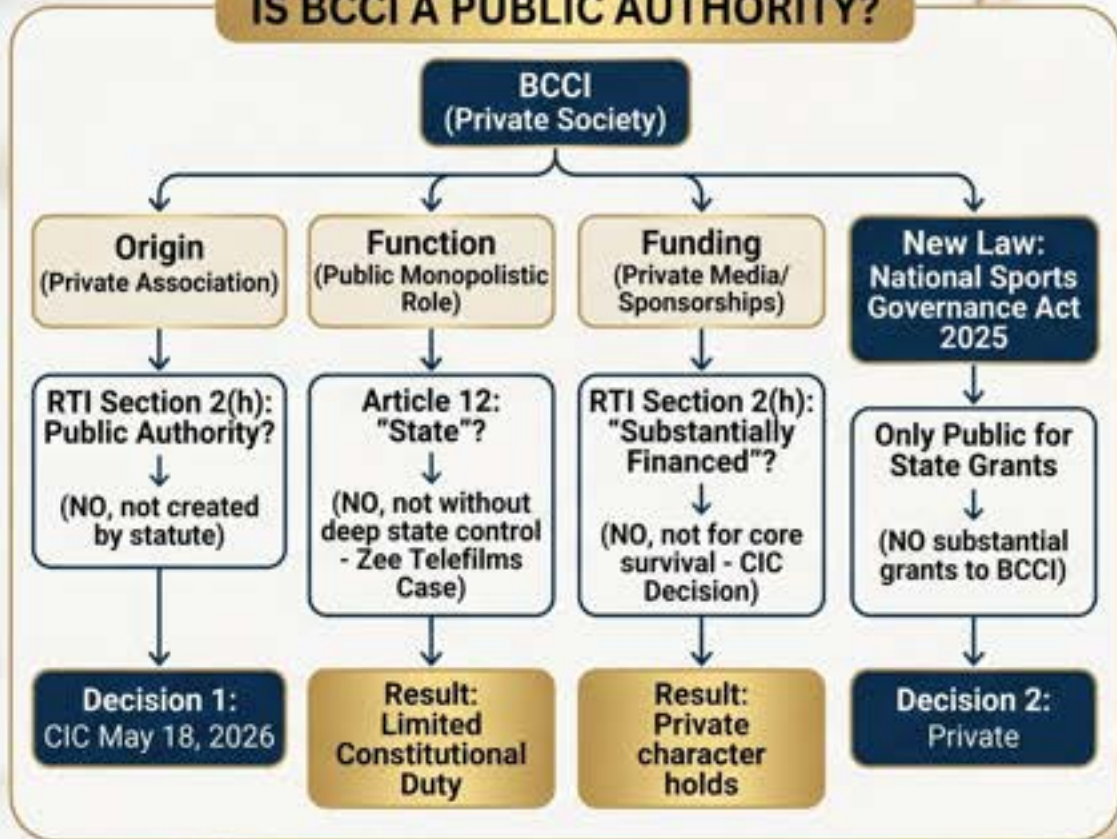 IS BCCI A PUBLIC AUTHORITY?
BCCI
(Private Society)
Origin
(Private Association)
RTI Section 2(h):
Public Authority?
(NO, not created
by statute)
Decision 1:
CIC May 18, 2026
Function
(Public Monopolistic
Role)
Article 12:
"State"?
(NO, not without
deep state control
- Zee Telefilms
Case)
Result:
Limited
Constitutional
Duty
Funding
(Private Media/
Sponsorships)
RTI Section 2(h):
"Substantially
Financed"?
(NO, not for core
survival - CIC
Decision)
Result:
Private
character
holds
New Law:
National Sports
Governance Act
2025
Only Public for
State Grants
(NO substantial
grants to BCCI)
Decision 2:
Private